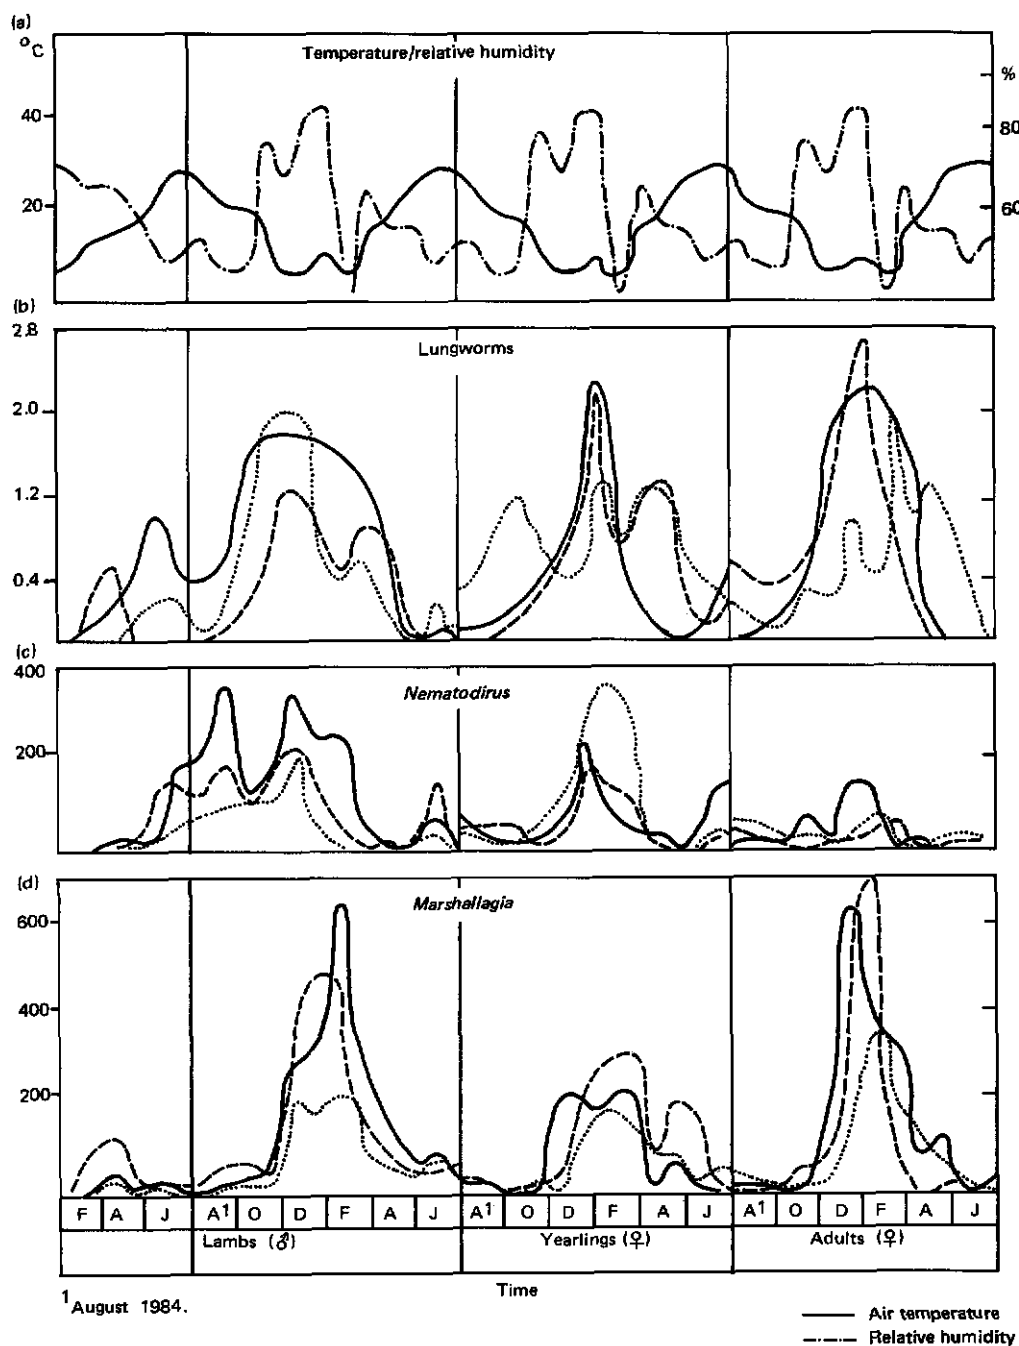 (a)
°C
Temperature/relative humidity
%
40
80
20
60
(b)
2.8
Lungworms
2.0
1.2
0.4
(c)
400
Nematodirus
200
(d)
Marshallagia
600
400
200
F A J A¹ O D F A J A¹ O D F A J A¹ O D F A J
Lambs (♂) Yearlings (♀) Adults (♀)
Time
¹August 1984.
Air temperature
Relative humidity